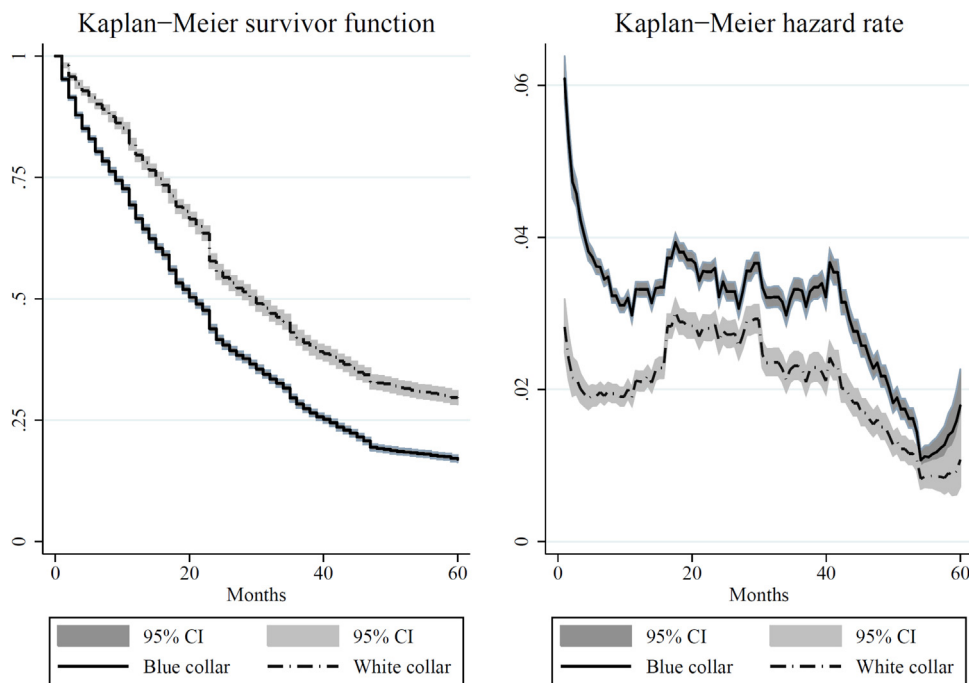 Kaplan−Meier survivor function
1
.75
.5
.25
0
0 20 40 60
Months
95% CI 95% CI
Blue collar White collar
Kaplan−Meier hazard rate
.06
.04
.02
0
0 20 40 60
Months
95% CI 95% CI
Blue collar White collar